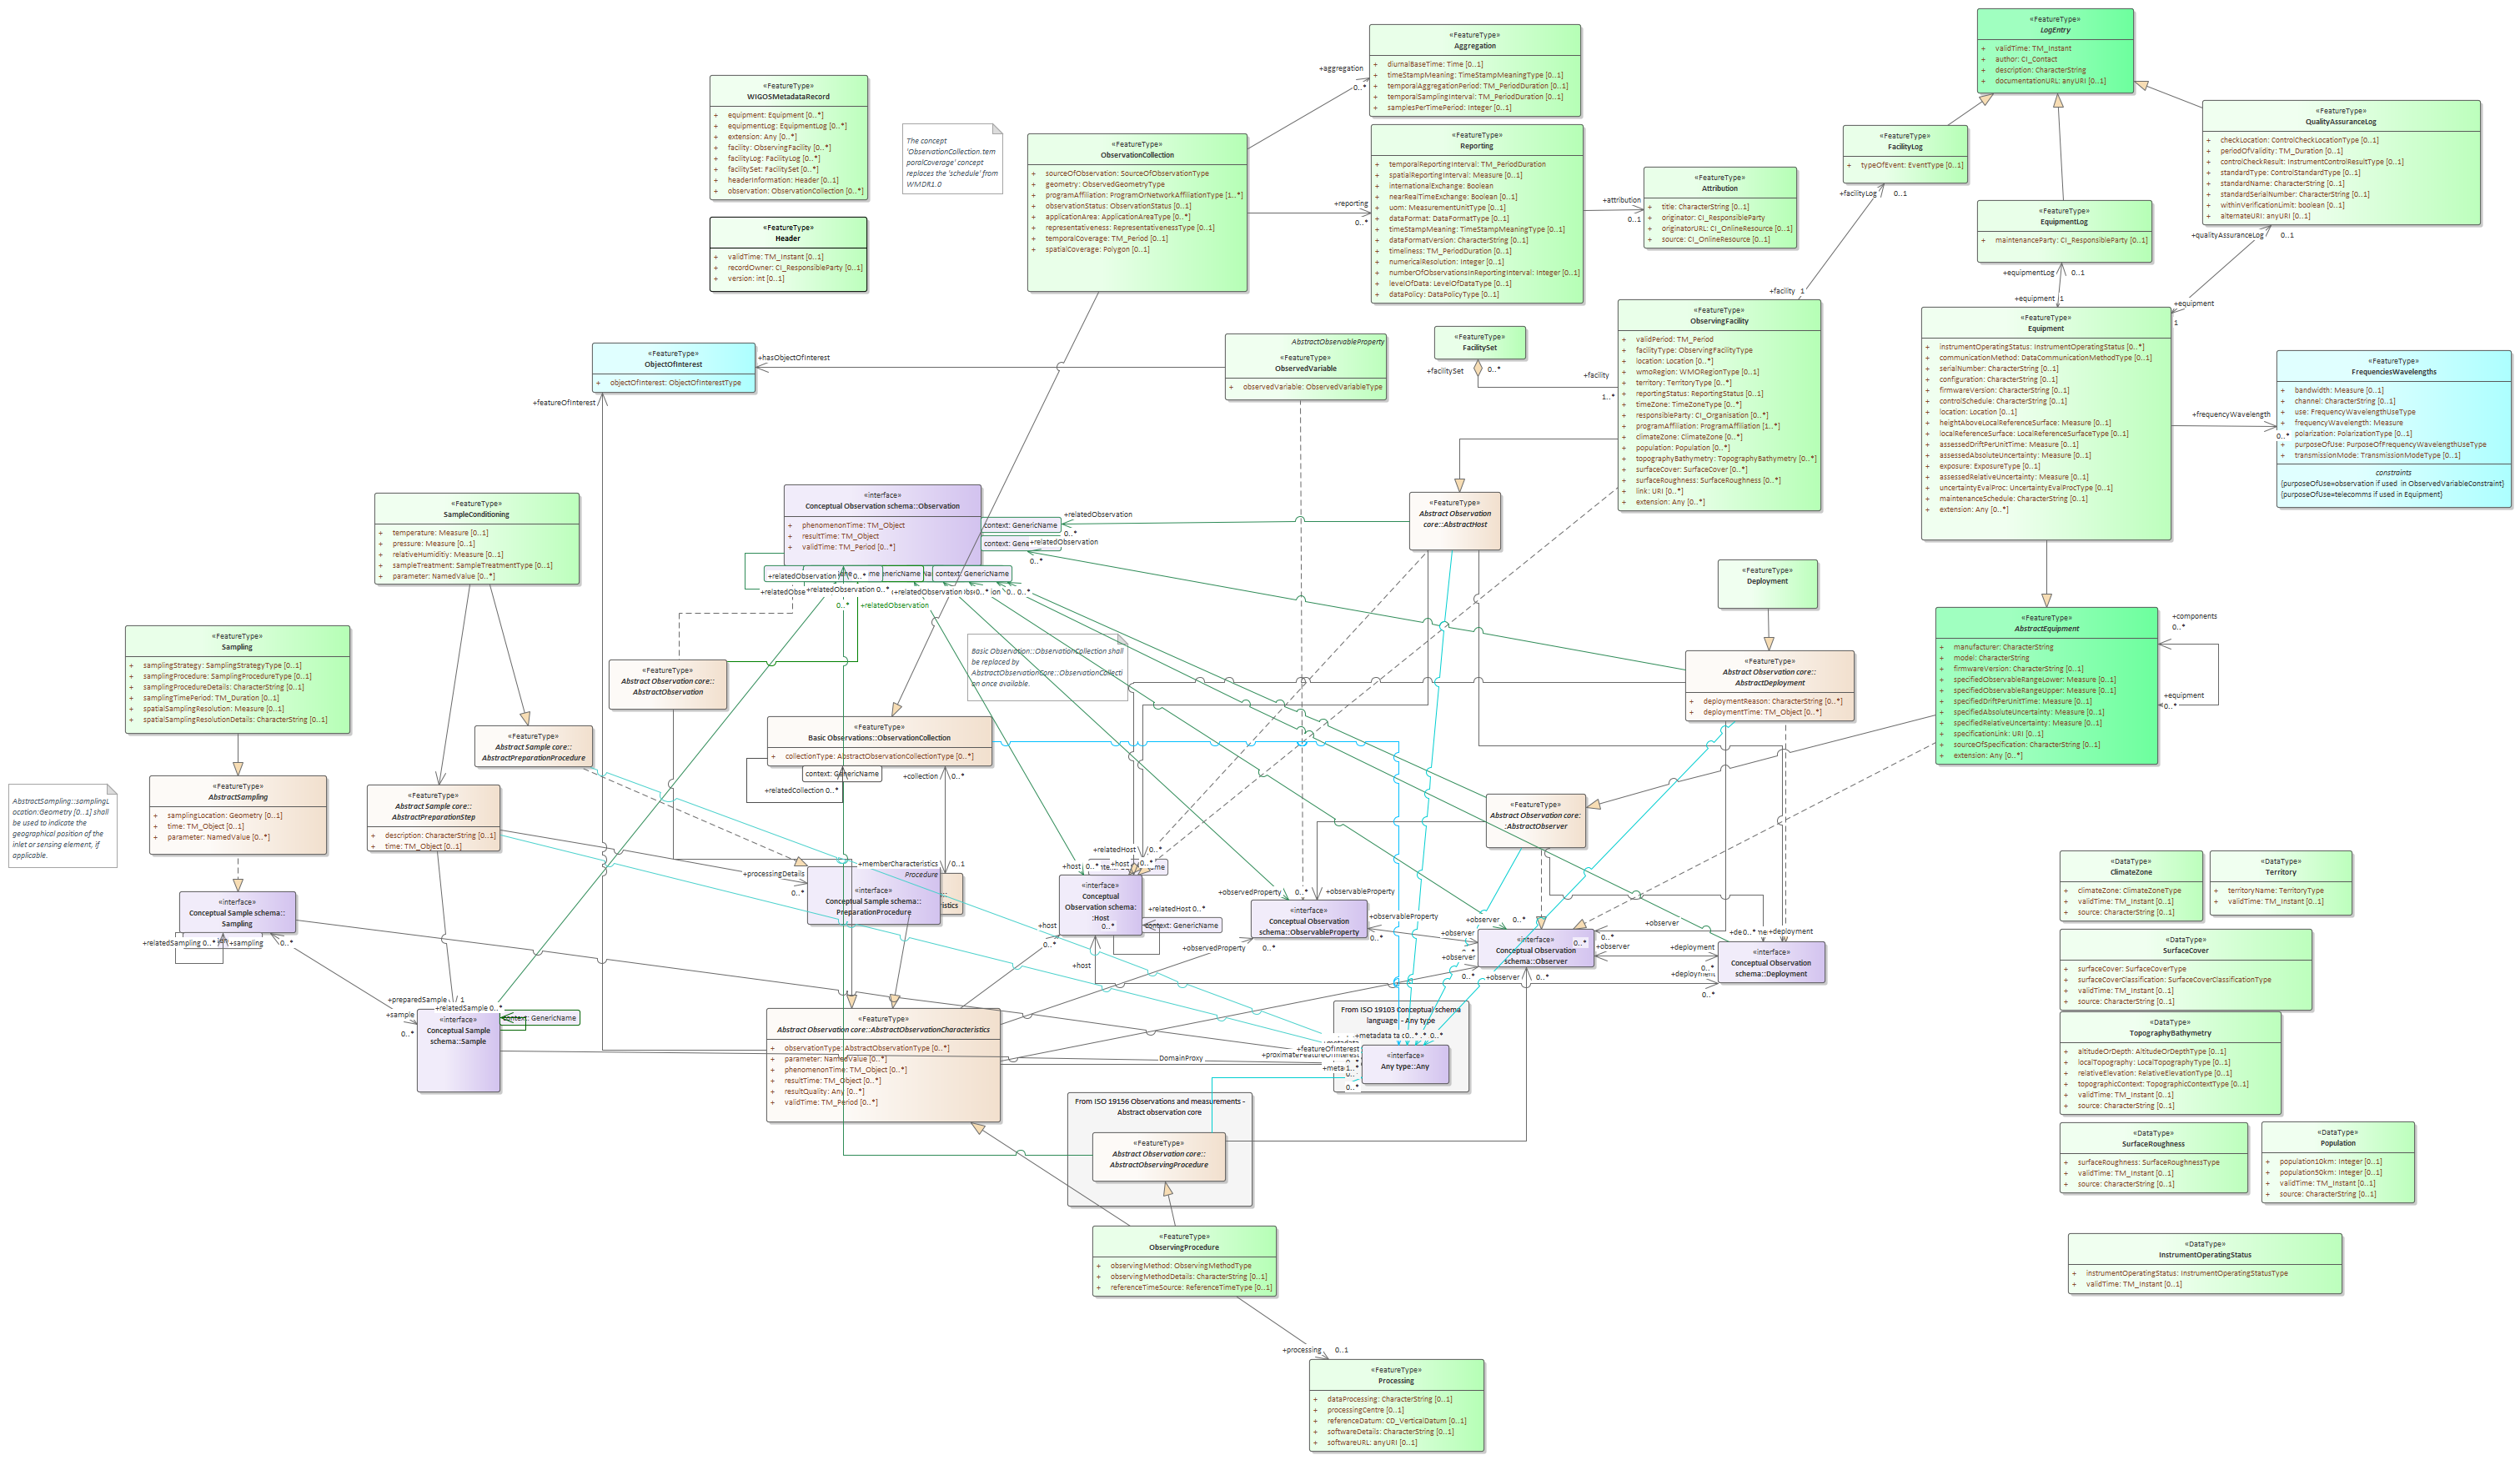 «FeatureType»
LogEntry
+ validTime: TM_Instant
+ author: CI_Contact
+ description: CharacterString
+ documentationURL: anyURI [0..1]
«FeatureType»
Aggregation
+ diurnalBaseTime: Time [0..1]
+ timeStampMeaning: TimeStampMeaningType [0..1]
+ temporalAggregationPeriod: TM_PeriodDuration [0..1]
+ temporalSamplingInterval: TM_PeriodDuration [0..1]
+ samplesPerTimePeriod: Integer [0..1]
+aggregation
0..*
«FeatureType»
WIGOSMetadataRecord
+ equipment: Equipment [0..*]
+ equipmentLog: EquipmentLog [0..*]
+ extension: Any [0..*]
+ facility: ObservingFacility [0..*]
+ facilityLog: FacilityLog [0..*]
+ facilitySet: FacilitySet [0..*]
+ headerInformation: Header [0..1]
+ observation: ObservationCollection [0..*]
The concept
'ObservationCollection.tem
poralCoverage' concept
replaces the 'schedule' from
WMDR1.0
«FeatureType»
ObservationCollection
+ sourceOfObservation: SourceOfObservationType
+ geometry: ObservedGeometryType
+ programAffiliation: ProgramOrNetworkAffiliationType [1..*]
+ observationStatus: ObservationStatus [0..1]
+ applicationArea: ApplicationAreaType [0..*]
+ representativeness: RepresentativenessType [0..1]
+ temporalCoverage: TM_Period [0..1]
+ spatialCoverage: Polygon [0..1]
+reporting
0..*
«FeatureType»
Reporting
+ temporalReportingInterval: TM_PeriodDuration
+ spatialReportingInterval: Measure [0..1]
+ internationalExchange: Boolean
+ nearRealTimeExchange: Boolean [0..1]
+ uom: MeasurementUnitType [0..1]
+ dataFormat: DataFormatType [0..1]
+ timeStampMeaning: TimeStampMeaningType [0..1]
+ dataFormatVersion: CharacterString [0..1]
+ timeliness: TM_PeriodDuration [0..1]
+ numericalResolution: Integer [0..1]
+ numberOfObservationsInReportingInterval: Integer [0..1]
+ levelOfData: LevelOfDataType [0..1]
+ dataPolicy: DataPolicyType [0..1]
+attribution
0..1
«FeatureType»
Attribution
+ title: CharacterString [0..1]
+ originator: CI_ResponsibleParty
+ originatorURL: CI_OnlineResource [0..1]
+ source: CI_OnlineResource [0..1]
«FeatureType»
FacilityLog
+ typeOfEvent: EventType [0..1]
+facilityLog 0..1
«FeatureType»
QualityAssuranceLog
+ checkLocation: ControlCheckLocationType [0..1]
+ periodOfValidity: TM_Duration [0..1]
+ controlCheckResult: InstrumentControlResultType [0..1]
+ standardType: ControlStandardType [0..1]
+ standardName: CharacterString [0..1]
+ standardSerialNumber: CharacterString [0..1]
+ withinVerificationLimit: boolean [0..1]
+ alternateURI: anyURI [0..1]
+qualityAssuranceLog 0..1
«FeatureType»
EquipmentLog
+ maintenanceParty: CI_ResponsibleParty [0..1]
+equipmentLog 0..1
+equipment 1
+equipment
1
«FeatureType»
Header
+ validTime: TM_Instant [0..1]
+ recordOwner: CI_ResponsibleParty [0..1]
+ version: int [0..1]
+facility 1
«FeatureType»
ObservingFacility
+ validPeriod: TM_Period
+ facilityType: ObservingFacilityType
+ location: Location [0..*]
+ wmoRegion: WMORegionType [0..1]
+ territory: TerritoryType [0..*]
+ reportingStatus: ReportingStatus [0..1]
+ timeZone: TimeZoneType [0..*]
+ responsibleParty: CI_Organisation [0..*]
+ programAffiliation: ProgramAffiliation [1..*]
+ climateZone: ClimateZone [0..*]
+ population: Population [0..*]
+ topographyBathymetry: TopographyBathymetry [0..*]
+ surfaceCover: SurfaceCover [0..*]
+ surfaceRoughness: SurfaceRoughness [0..*]
+ link: URI [0..*]
+ extension: Any [0..*]
«FeatureType»
Equipment
+ instrumentOperatingStatus: InstrumentOperatingStatus [0..*]
+ communicationMethod: DataCommunicationMethodType [0..1]
+ serialNumber: CharacterString [0..1]
+ configuration: CharacterString [0..1]
+ firmwareVersion: CharacterString [0..1]
+ controlSchedule: CharacterString [0..1]
+ location: Location [0..1]
+ heightAboveLocalReferenceSurface: Measure [0..1]
+ localReferenceSurface: LocalReferenceSurfaceType [0..1]
+ assessedDriftPerUnitTime: Measure [0..1]
+ assessedAbsoluteUncertainty: Measure [0..1]
+ exposure: ExposureType [0..1]
+ assessedRelativeUncertainty: Measure [0..1]
+ uncertaintyEvalProc: UncertaintyEvalProcType [0..1]
+ maintenanceSchedule: CharacterString [0..1]
+ extension: Any [0..*]
+frequencyWavelength
0..*
«FeatureType»
FrequenciesWavelengths
+ bandwidth: Measure [0..1]
+ channel: CharacterString [0..1]
+ use: FrequencyWavelengthUseType
+ frequencyWavelength: Measure
+ polarization: PolarizationType [0..1]
+ purposeOfUse: PurposeOfFrequencyWavelengthUseType
+ transmissionMode: TransmissionModeType [0..1]
constraints
{purposeOfUse=observation if used in ObservedVariableConstraint}
{purposeOfUse=telecomms if used in Equipment}
«FeatureType»
FacilitySet
+facilitySet 0..*
+facility
1..*
AbstractObservableProperty
«FeatureType»
ObservedVariable
+ observedVariable: ObservedVariableType
+hasObjectOfInterest
«FeatureType»
ObjectOfInterest
+ objectOfInterest: ObjectOfInterestType
+featureOfInterest
«interface»
Conceptual Observation schema::Observation
+ phenomenonTime: TM_Object
+ resultTime: TM_Object
+ validTime: TM_Period [0..*]
context: GenericName
+relatedObservation
0..*
+relatedObservation
0..*
context: GenericName
+relatedObservation
+relatedObservation 0..*
0..*
+relatedObservation
«FeatureType»
Abstract Observation
core::AbstractHost
«FeatureType»
SampleConditioning
+ temperature: Measure [0..1]
+ pressure: Measure [0..1]
+ relativeHumiditiy: Measure [0..1]
+ sampleTreatment: SampleTreatmentType [0..1]
+ parameter: NamedValue [0..*]
«FeatureType»
Deployment
«FeatureType»
Abstract Observation core::
AbstractDeployment
+ deploymentReason: CharacterString [0..*]
+ deploymentTime: TM_Object [0..*]
«FeatureType»
AbstractEquipment
+ manufacturer: CharacterString
+ model: CharacterString
+ firmwareVersion: CharacterString [0..1]
+ specifiedObservableRangeLower: Measure [0..1]
+ specifiedObservableRangeUpper: Measure [0..1]
+ specifiedDriftPerUnitTime: Measure [0..1]
+ specifiedAbsoluteUncertainty: Measure [0..1]
+ specifiedRelativeUncertainty: Measure [0..1]
+ specificationLink: URI [0..1]
+ sourceOfSpecification: CharacterString [0..1]
+ extension: Any [0..*]
+components
0..*
+equipment
0..*
«FeatureType»
Sampling
+ samplingStrategy: SamplingStrategyType [0..1]
+ samplingProcedure: SamplingProcedureType [0..1]
+ samplingProcedureDetails: CharacterString [0..1]
+ samplingTimePeriod: TM_Duration [0..1]
+ spatialSamplingResolution: Measure [0..1]
+ spatialSamplingResolutionDetails: CharacterString [0..1]
«FeatureType»
Abstract Observation core::
AbstractObservation
Basic Observation::ObservationCollection shall
be replaced by
AbstractObservationCore::ObservationCollecti
on once available.
«FeatureType»
Basic Observations::ObservationCollection
+ collectionType: AbstractObservationCollectionType [0..*]
context: GenericName
+relatedCollection 0..*
+collection 0..*
«FeatureType»
Abstract Sample core::
AbstractPreparationProcedure
AbstractSampling::samplingL
ocation:Geometry [0..1] shall
be used to indicate the
geographical position of the
inlet or sensing element, if
applicable.
«FeatureType»
AbstractSampling
+ samplingLocation: Geometry [0..1]
+ time: TM_Object [0..1]
+ parameter: NamedValue [0..*]
«FeatureType»
Abstract Sample core::
AbstractPreparationStep
+ description: CharacterString [0..1]
+ time: TM_Object [0..1]
«FeatureType»
Abstract Observation core:
:AbstractObserver
+processingDetails
0..*
+memberCharacteristics
0..1
Procedure
«interface»
Conceptual Sample schema::
PreparationProcedure
+relatedHost 0..*
+host 0..*
+host 0..*
«interface»
Conceptual
Observation schema:
:Host
0..*
+relatedHost 0..*
context: GenericName
+host
0..*
+host
+observedProperty 0..*
+observableProperty
«interface»
Conceptual Observation
schema::ObservableProperty
+observableProperty
0..*
+observedProperty
0..*
+observer 0..*
+observer
+observer
0..*
+observer 0..*
«interface»
Conceptual Observation
schema::Observer
0..*
+observer
0..*
+observer
0..*
+deployment
+deployment
0..*
+deployment
0..*
«interface»
Conceptual Observation
schema::Deployment
«interface»
Conceptual Sample schema::
Sampling
+relatedSampling 0..*
+sampling 0..*
+preparedSample 1
+relatedSample 0..*
+sample
0..*
«interface»
Conceptual Sample
schema::Sample
context: GenericName
«FeatureType»
Abstract Observation core::AbstractObservationCharacteristics
+ observationType: AbstractObservationType [0..*]
+ parameter: NamedValue [0..*]
+ phenomenonTime: TM_Object [0..*]
+ resultTime: TM_Object [0..*]
+ resultQuality: Any [0..*]
+ validTime: TM_Period [0..*]
DomainProxy
From ISO 19103 Conceptual schema
language - Any type
+featureOfInterest
+proximateFeatureOfInterest
«interface»
Any type::Any
0..*
From ISO 19156 Observations and measurements -
Abstract observation core
«FeatureType»
Abstract Observation core::
AbstractObservingProcedure
«FeatureType»
ObservingProcedure
+ observingMethod: ObservingMethodType
+ observingMethodDetails: CharacterString [0..1]
+ referenceTimeSource: ReferenceTimeType [0..1]
+processing 0..1
«FeatureType»
Processing
+ dataProcessing: CharacterString [0..1]
+ processingCentre [0..1]
+ referenceDatum: CD_VerticalDatum [0..1]
+ softwareDetails: CharacterString [0..1]
+ softwareURL: anyURI [0..1]
«DataType»
ClimateZone
+ climateZone: ClimateZoneType
+ validTime: TM_Instant [0..1]
+ source: CharacterString [0..1]
«DataType»
Territory
+ territoryName: TerritoryType
+ validTime: TM_Instant [0..1]
«DataType»
SurfaceCover
+ surfaceCover: SurfaceCoverType
+ surfaceCoverClassification: SurfaceCoverClassificationType
+ validTime: TM_Instant [0..1]
+ source: CharacterString [0..1]
«DataType»
TopographyBathymetry
+ altitudeOrDepth: AltitudeOrDepthType [0..1]
+ localTopography: LocalTopographyType [0..1]
+ relativeElevation: RelativeElevationType [0..1]
+ topographicContext: TopographicContextType [0..1]
+ validTime: TM_Instant [0..1]
+ source: CharacterString [0..1]
«DataType»
SurfaceRoughness
+ surfaceRoughness: SurfaceRoughnessType
+ validTime: TM_Instant [0..1]
+ source: CharacterString [0..1]
«DataType»
Population
+ population10km: Integer [0..1]
+ population50km: Integer [0..1]
+ validTime: TM_Instant [0..1]
+ source: CharacterString [0..1]
«DataType»
InstrumentOperatingStatus
+ instrumentOperatingStatus: InstrumentOperatingStatusType
+ validTime: TM_Instant [0..1]